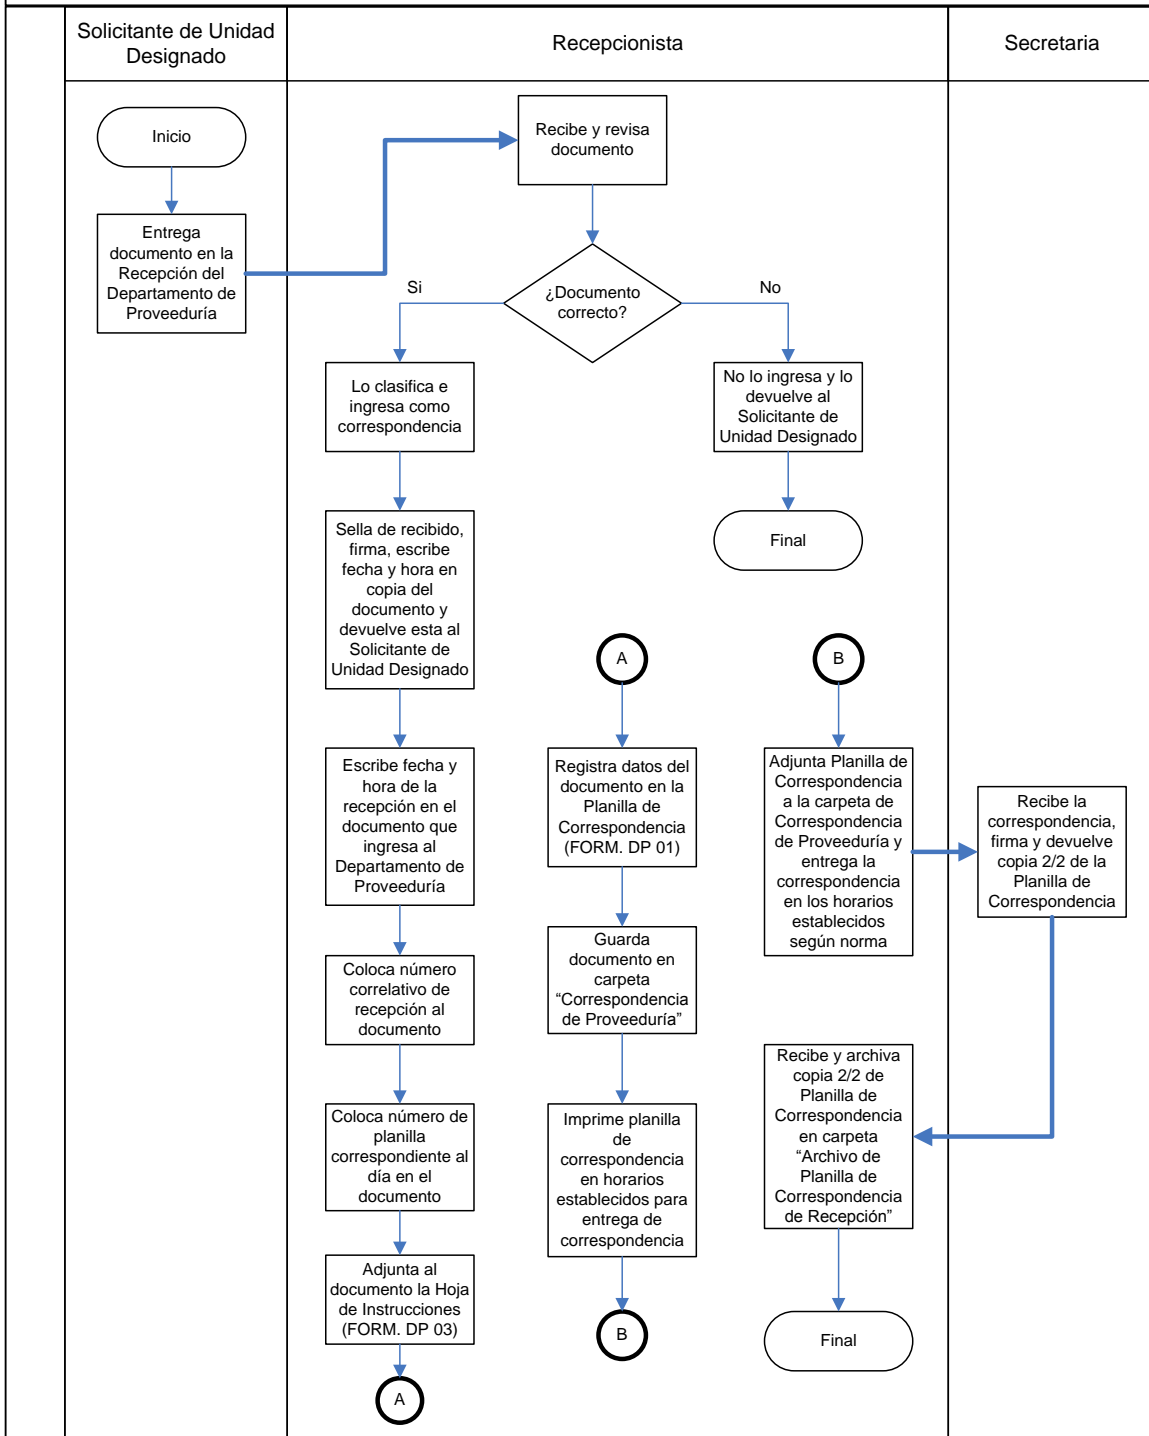 Solicitante de Unidad
Designado
Recepcionista
Secretaria
Inicio
Entrega
documento en la
Recepción del
Departamento de
Proveeduría
Recibe y revisa
documento
¿Documento
correcto?
Si
No
Lo clasifica e
ingresa como
correspondencia
No lo ingresa y lo
devuelve al
Solicitante de
Unidad Designado
Final
Sella de recibido,
firma, escribe
fecha y hora en
copia del
documento y
devuelve esta al
Solicitante de
Unidad Designado
Escribe fecha y
hora de la
recepción en el
documento que
ingresa al
Departamento de
Proveeduría
Coloca número
correlativo de
recepción al
documento
Coloca número de
planilla
correspondiente al
día en el
documento
Adjunta al
documento la Hoja
de Instrucciones
(FORM. DP 03)
A
A
Registra datos del
documento en la
Planilla de
Correspondencia
(FORM. DP 01)
Guarda
documento en
carpeta
“Correspondencia
de Proveeduría”
Imprime planilla
de
correspondencia
en horarios
establecidos para
entrega de
correspondencia
B
B
Adjunta Planilla de
Correspondencia
a la carpeta de
Correspondencia
de Proveeduría y
entrega la
correspondencia
en los horarios
establecidos
según norma
Recibe la
correspondencia,
firma y devuelve
copia 2/2 de la
Planilla de
Correspondencia
Recibe y archiva
copia 2/2 de
Planilla de
Correspondencia
en carpeta
“Archivo de
Planilla de
Correspondencia
de Recepción”
Final